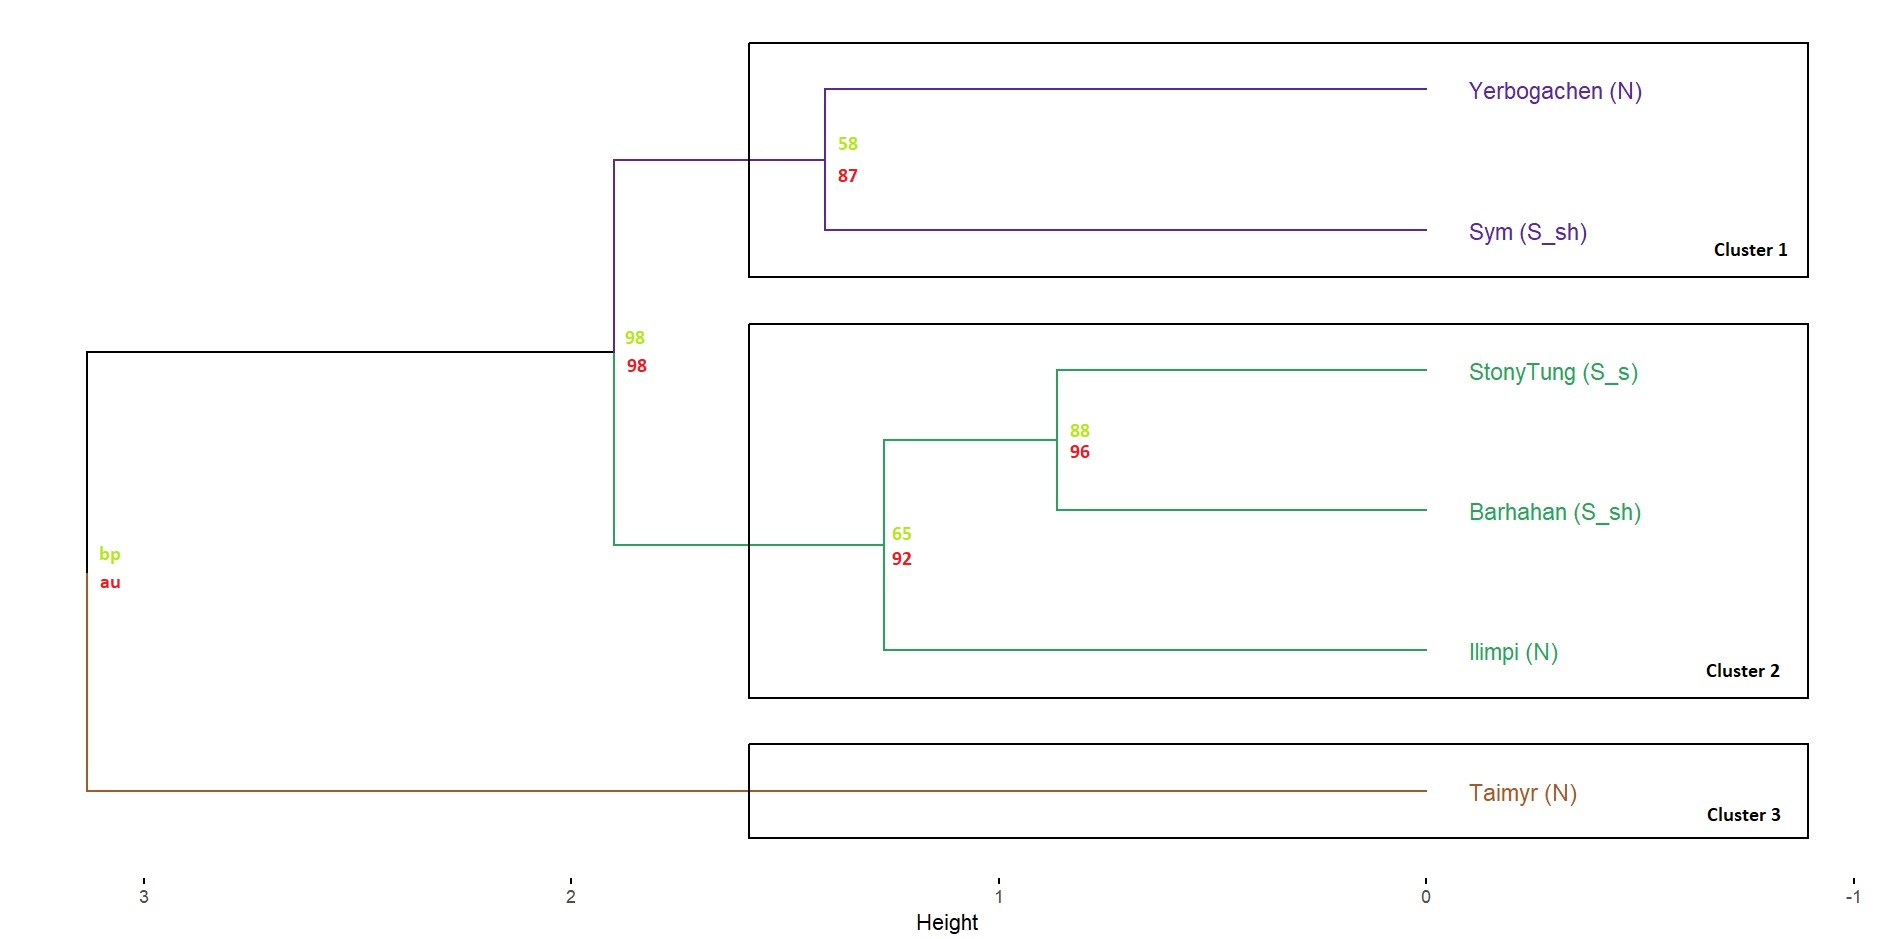 Yerbogachen (N)
58
87
Sym (S_sh)
Cluster 1
98
98
StonyTung (S_s)
88
96
Barhahan (S_sh)
65
92
bp
au
Ilimpi (N)
Cluster 2
Taimyr (N)
Cluster 3
3 2 1 0 -1
Height